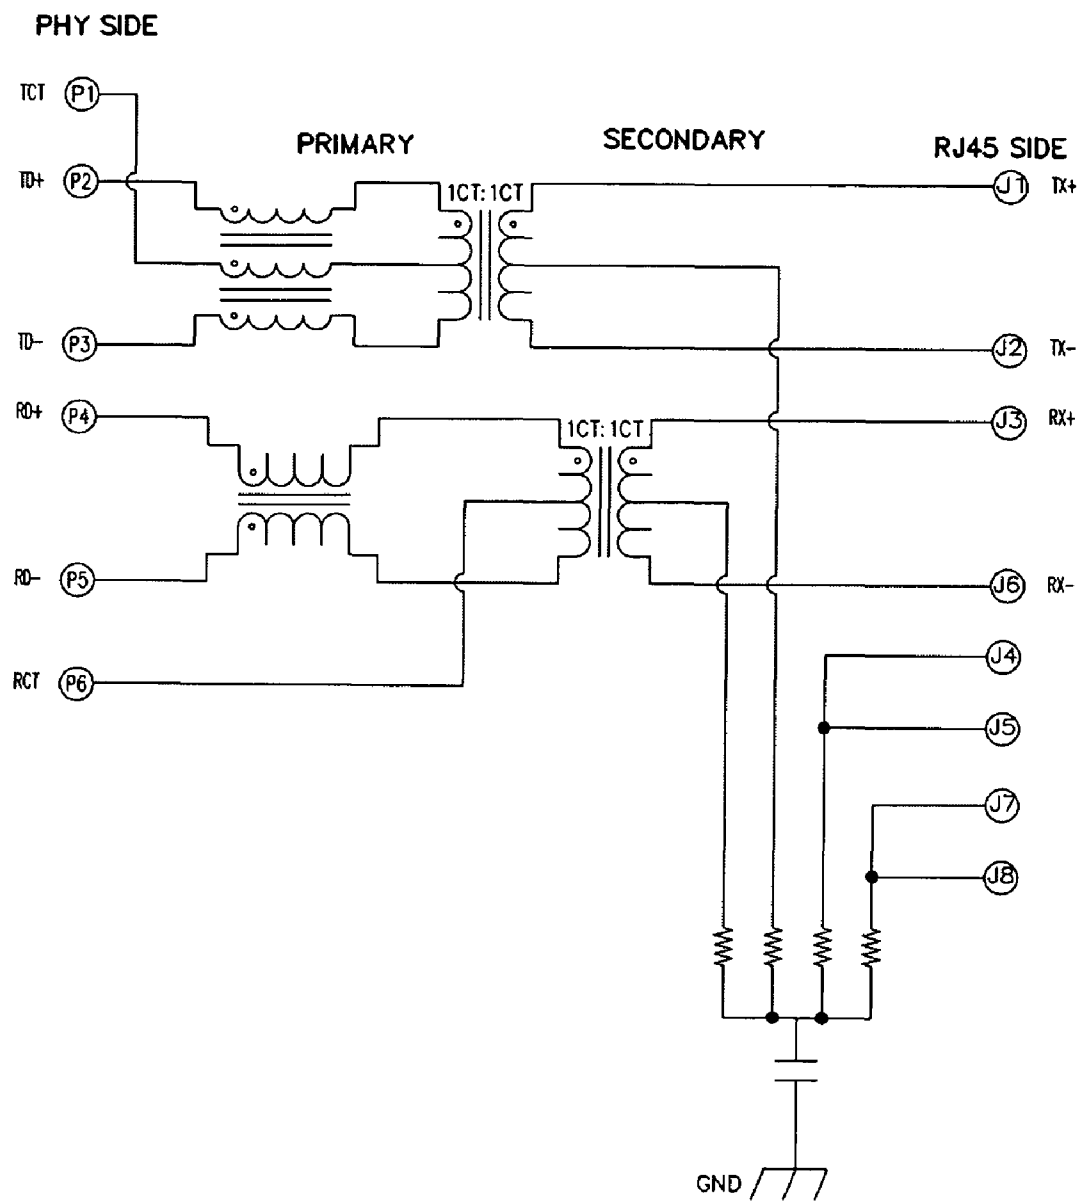 PHY SIDE
TCT P1
PRIMARY
SECONDARY
RJ45 SIDE
TD+ P2
1CT: 1CT
J1 TX+
TD- P3
J2 TX-
RD+ P4
1CT: 1CT
J3 RX+
RD- P5
J6 RX-
RCT P6
J4
J5
J7
J8
GND